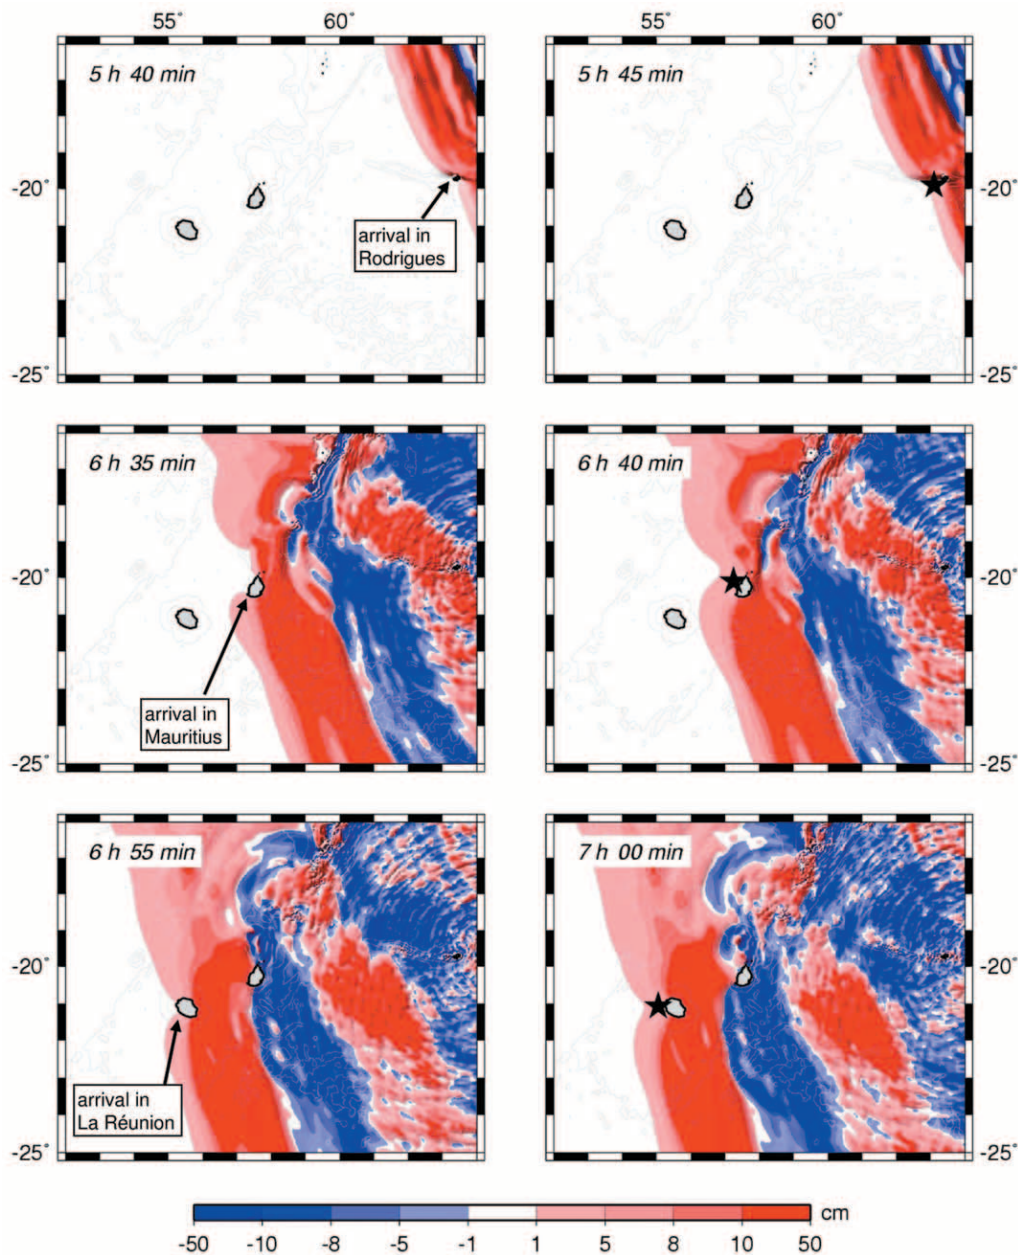 55° 60° 55° 60°
5 h 40 min 5 h 45 min
-20° -20°
arrival in
Rodrigues
-25° -25°
6 h 35 min 6 h 40 min
-20° -20°
arrival in
Mauritius
-25° -25°
6 h 55 min 7 h 00 min
-20° -20°
arrival in
La Réunion
-25° -25°
cm
-50 -10 -8 -5 -1 1 5 8 10 50